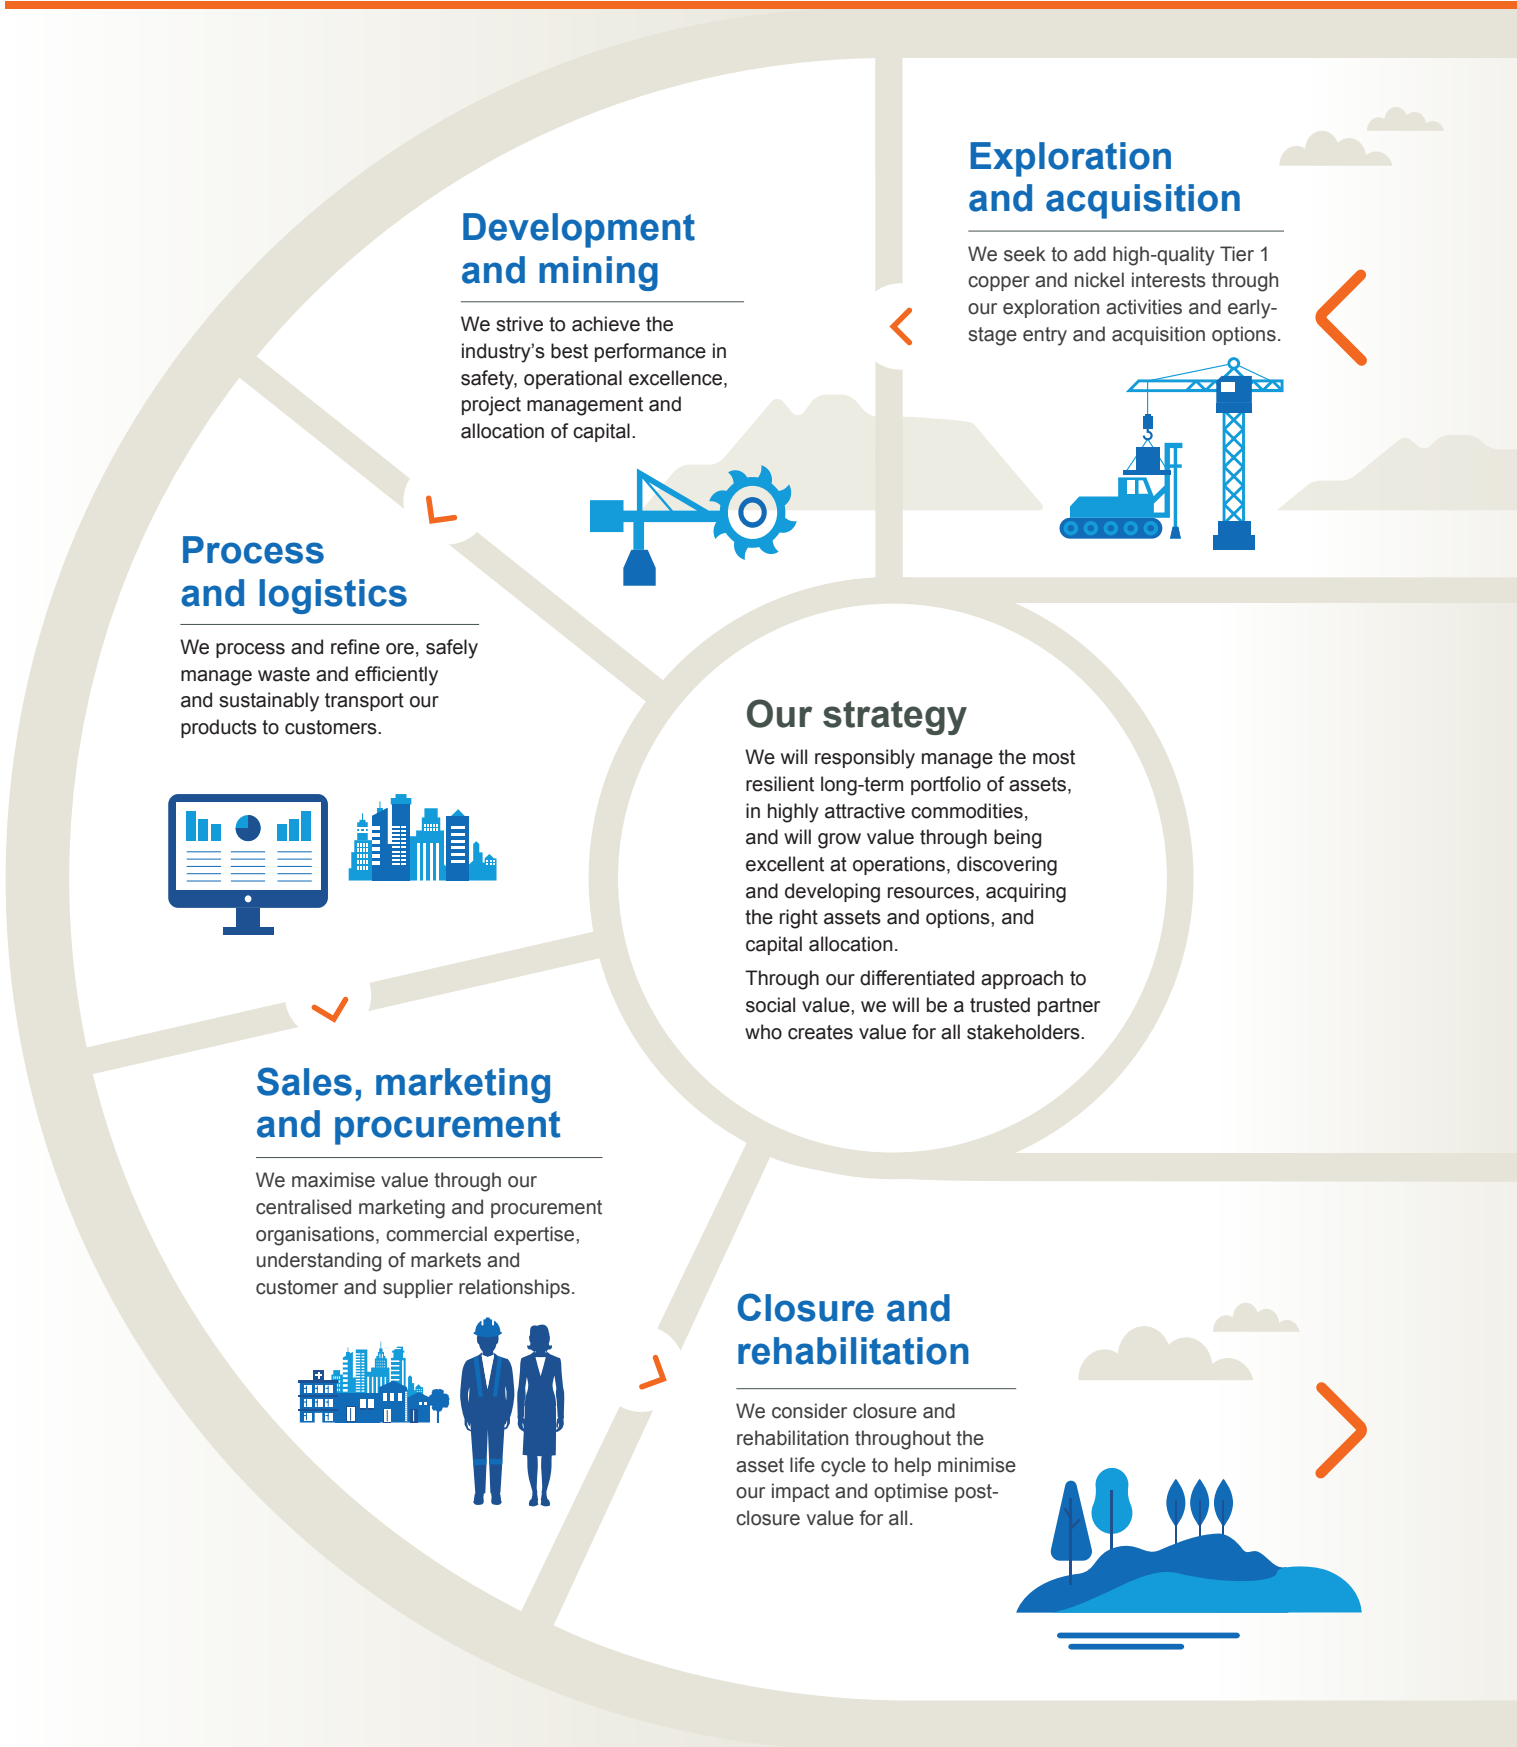 Exploration
and acquisition
We seek to add high-quality Tier 1
copper and nickel interests through
our exploration activities and early-
stage entry and acquisition options.
Development
and mining
We strive to achieve the
industry's best performance in
safety, operational excellence,
project management and
allocation of capital.
Process
and logistics
We process and refine ore, safely
manage waste and efficiently
and sustainably transport our
products to customers.
Our strategy
We will responsibly manage the most
resilient long-term portfolio of assets,
in highly attractive commodities,
and will grow value through being
excellent at operations, discovering
and developing resources, acquiring
the right assets and options, and
capital allocation.
Through our differentiated approach to
social value, we will be a trusted partner
who creates value for all stakeholders.
Sales, marketing
and procurement
We maximise value through our
centralised marketing and procurement
organisations, commercial expertise,
understanding of markets and
customer and supplier relationships.
Closure and
rehabilitation
We consider closure and
rehabilitation throughout the
asset life cycle to help minimise
our impact and optimise post-
closure value for all.